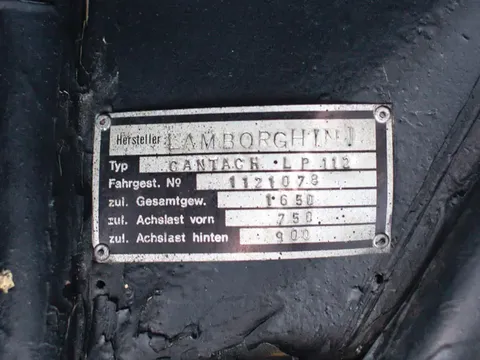 Hersteller LAMBORGHINI
Typ CANTACH LP 112
Fahrgest. No 1121078
zul. Gesamtgew. 1650
zul. Achslast vorn 750
zul. Achslast hinten 900